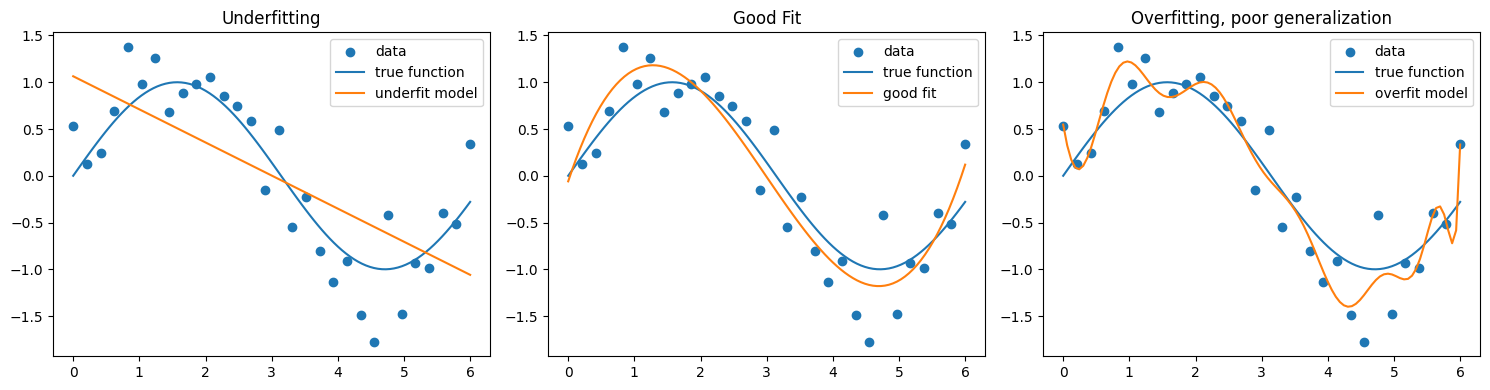 Underfitting
data
true function
underfit model
1.5
1.0
0.5
0.0
−0.5
−1.0
−1.5
0 1 2 3 4 5 6
Good Fit
data
true function
good fit
1.5
1.0
0.5
0.0
−0.5
−1.0
−1.5
0 1 2 3 4 5 6
Overfitting, poor generalization
data
true function
overfit model
1.5
1.0
0.5
0.0
−0.5
−1.0
−1.5
0 1 2 3 4 5 6